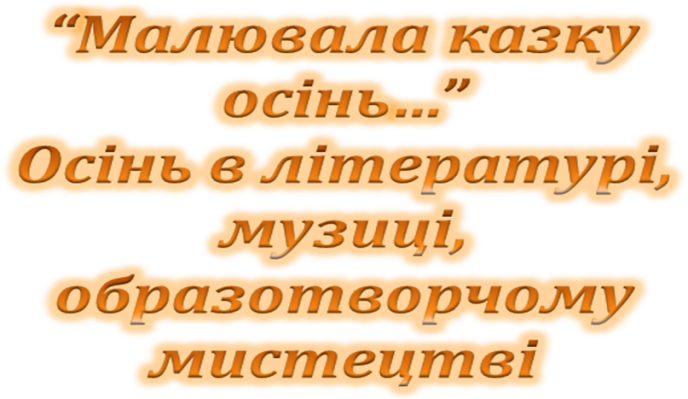 “Малювала казку
осінь...”
Осінь в літературі,
музиці,
образотворчому
мистецтві